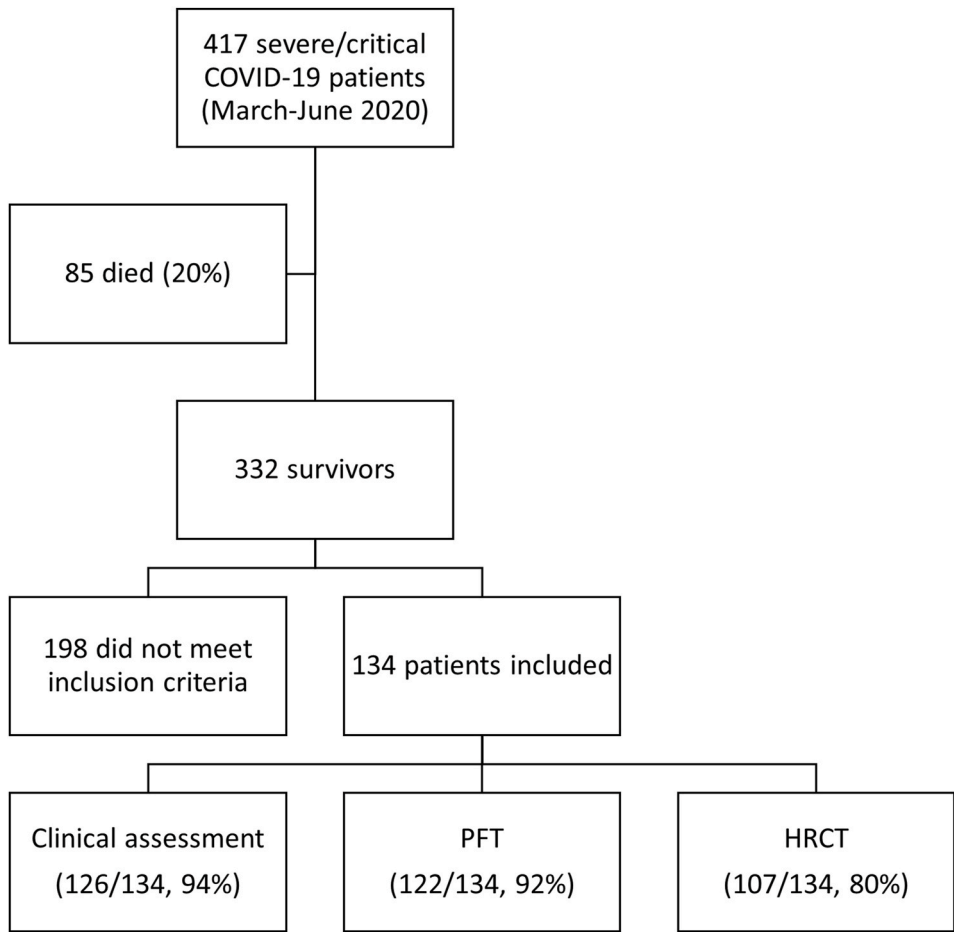 417 severe/critical
COVID-19 patients
(March-June 2020)
85 died (20%)
332 survivors
198 did not meet
inclusion criteria
134 patients included
Clinical assessment
(126/134, 94%)
PFT
(122/134, 92%)
HRCT
(107/134, 80%)